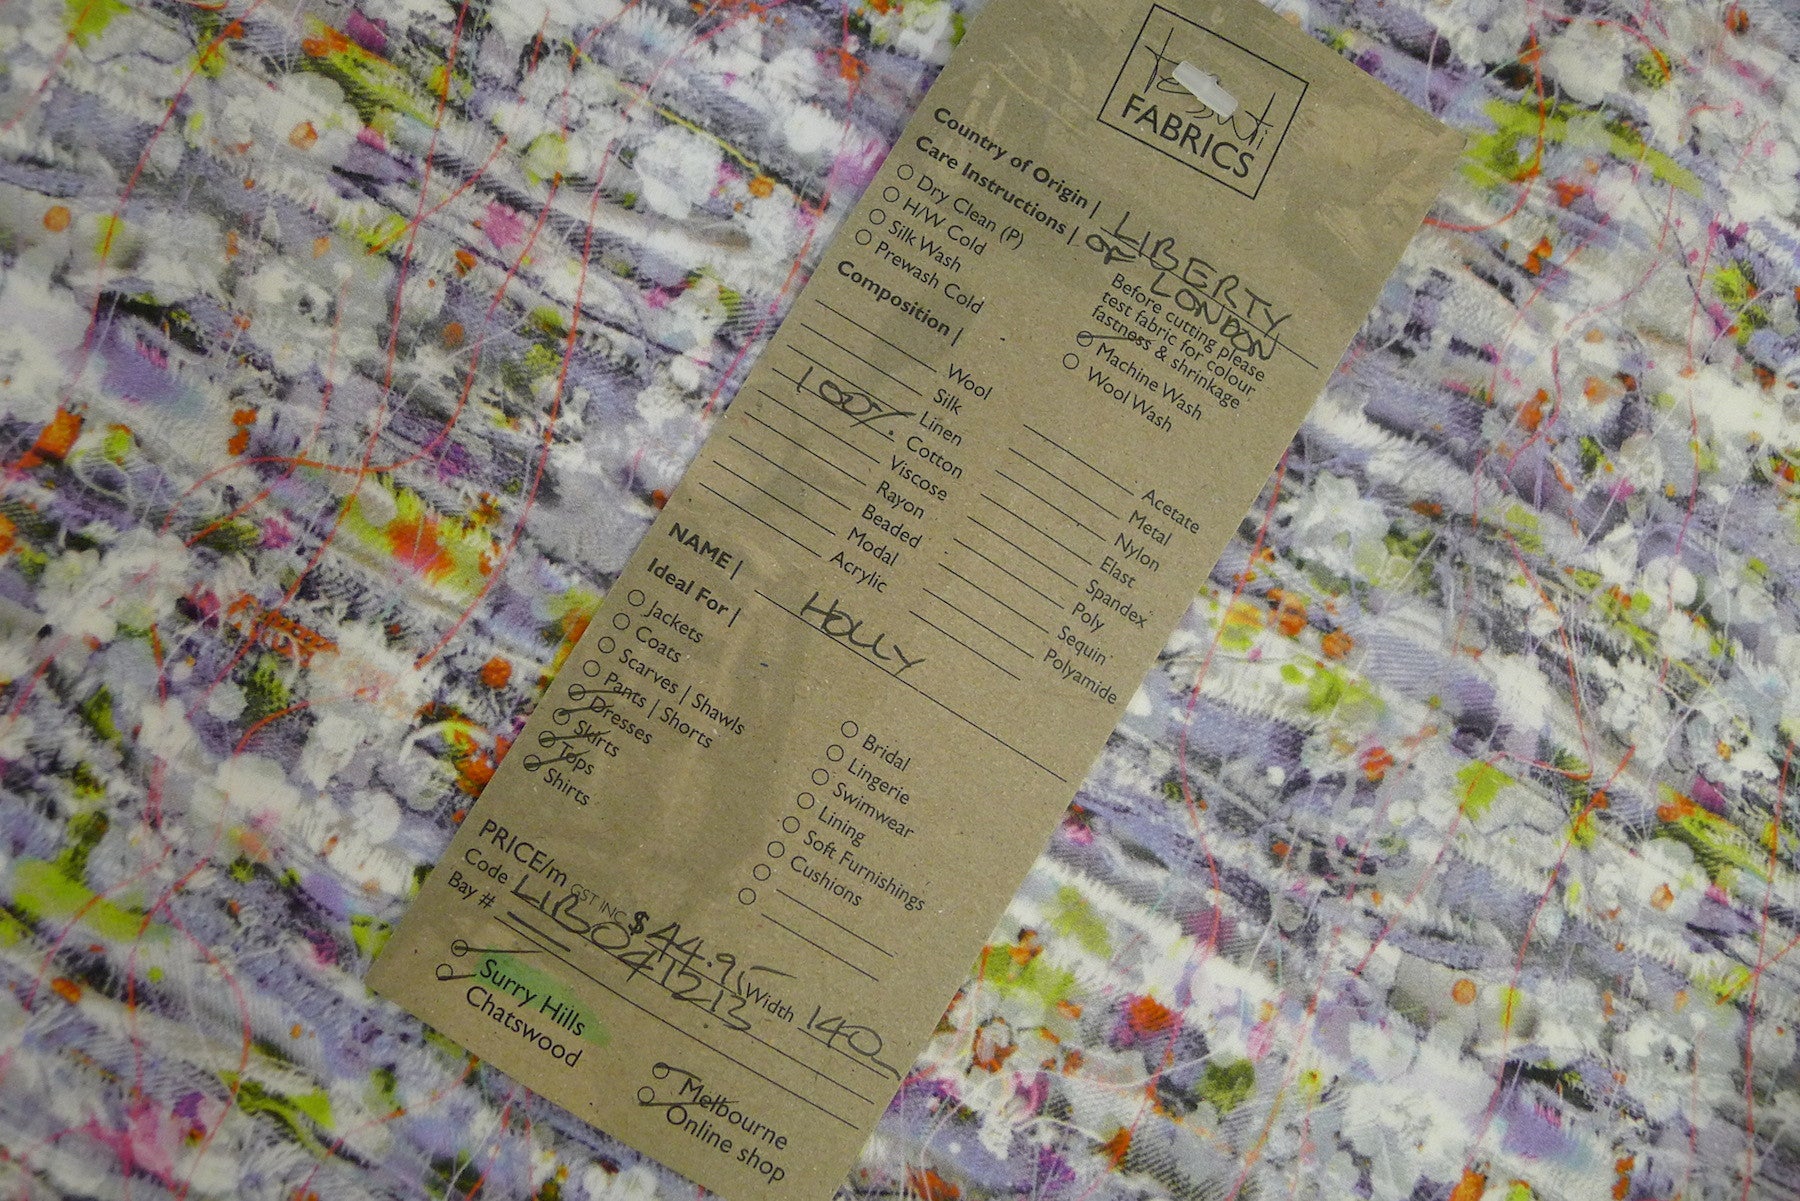 tessuti
FABRICS
Country of Origin | LIBERTY
OF LONDON
Care Instructions |
Dry Clean (P)
H/W Cold
Silk Wash
Prewash Cold
Before cutting please
test fabric for colour
fastness & shrinkage
Machine Wash
Wool Wash
Composition |
Wool
Silk
Linen
100% Cotton
Viscose
Rayon
Beaded
Modal
Acrylic
Acetate
Metal
Nylon
Elast
Spandex
Poly
Sequin
Polyamide
NAME | HOLLY
Ideal For |
Jackets
Coats
Scarves | Shawls
Pants | Shorts
Dresses
Skirts
Tops
Shirts
Bridal
Lingerie
Swimwear
Lining
Soft Furnishings
Cushions
PRICE/m GST INC $44.95 Width 140
Code LIB041213
Bay #
Surry Hills
Chatswood
Melbourne
Online shop